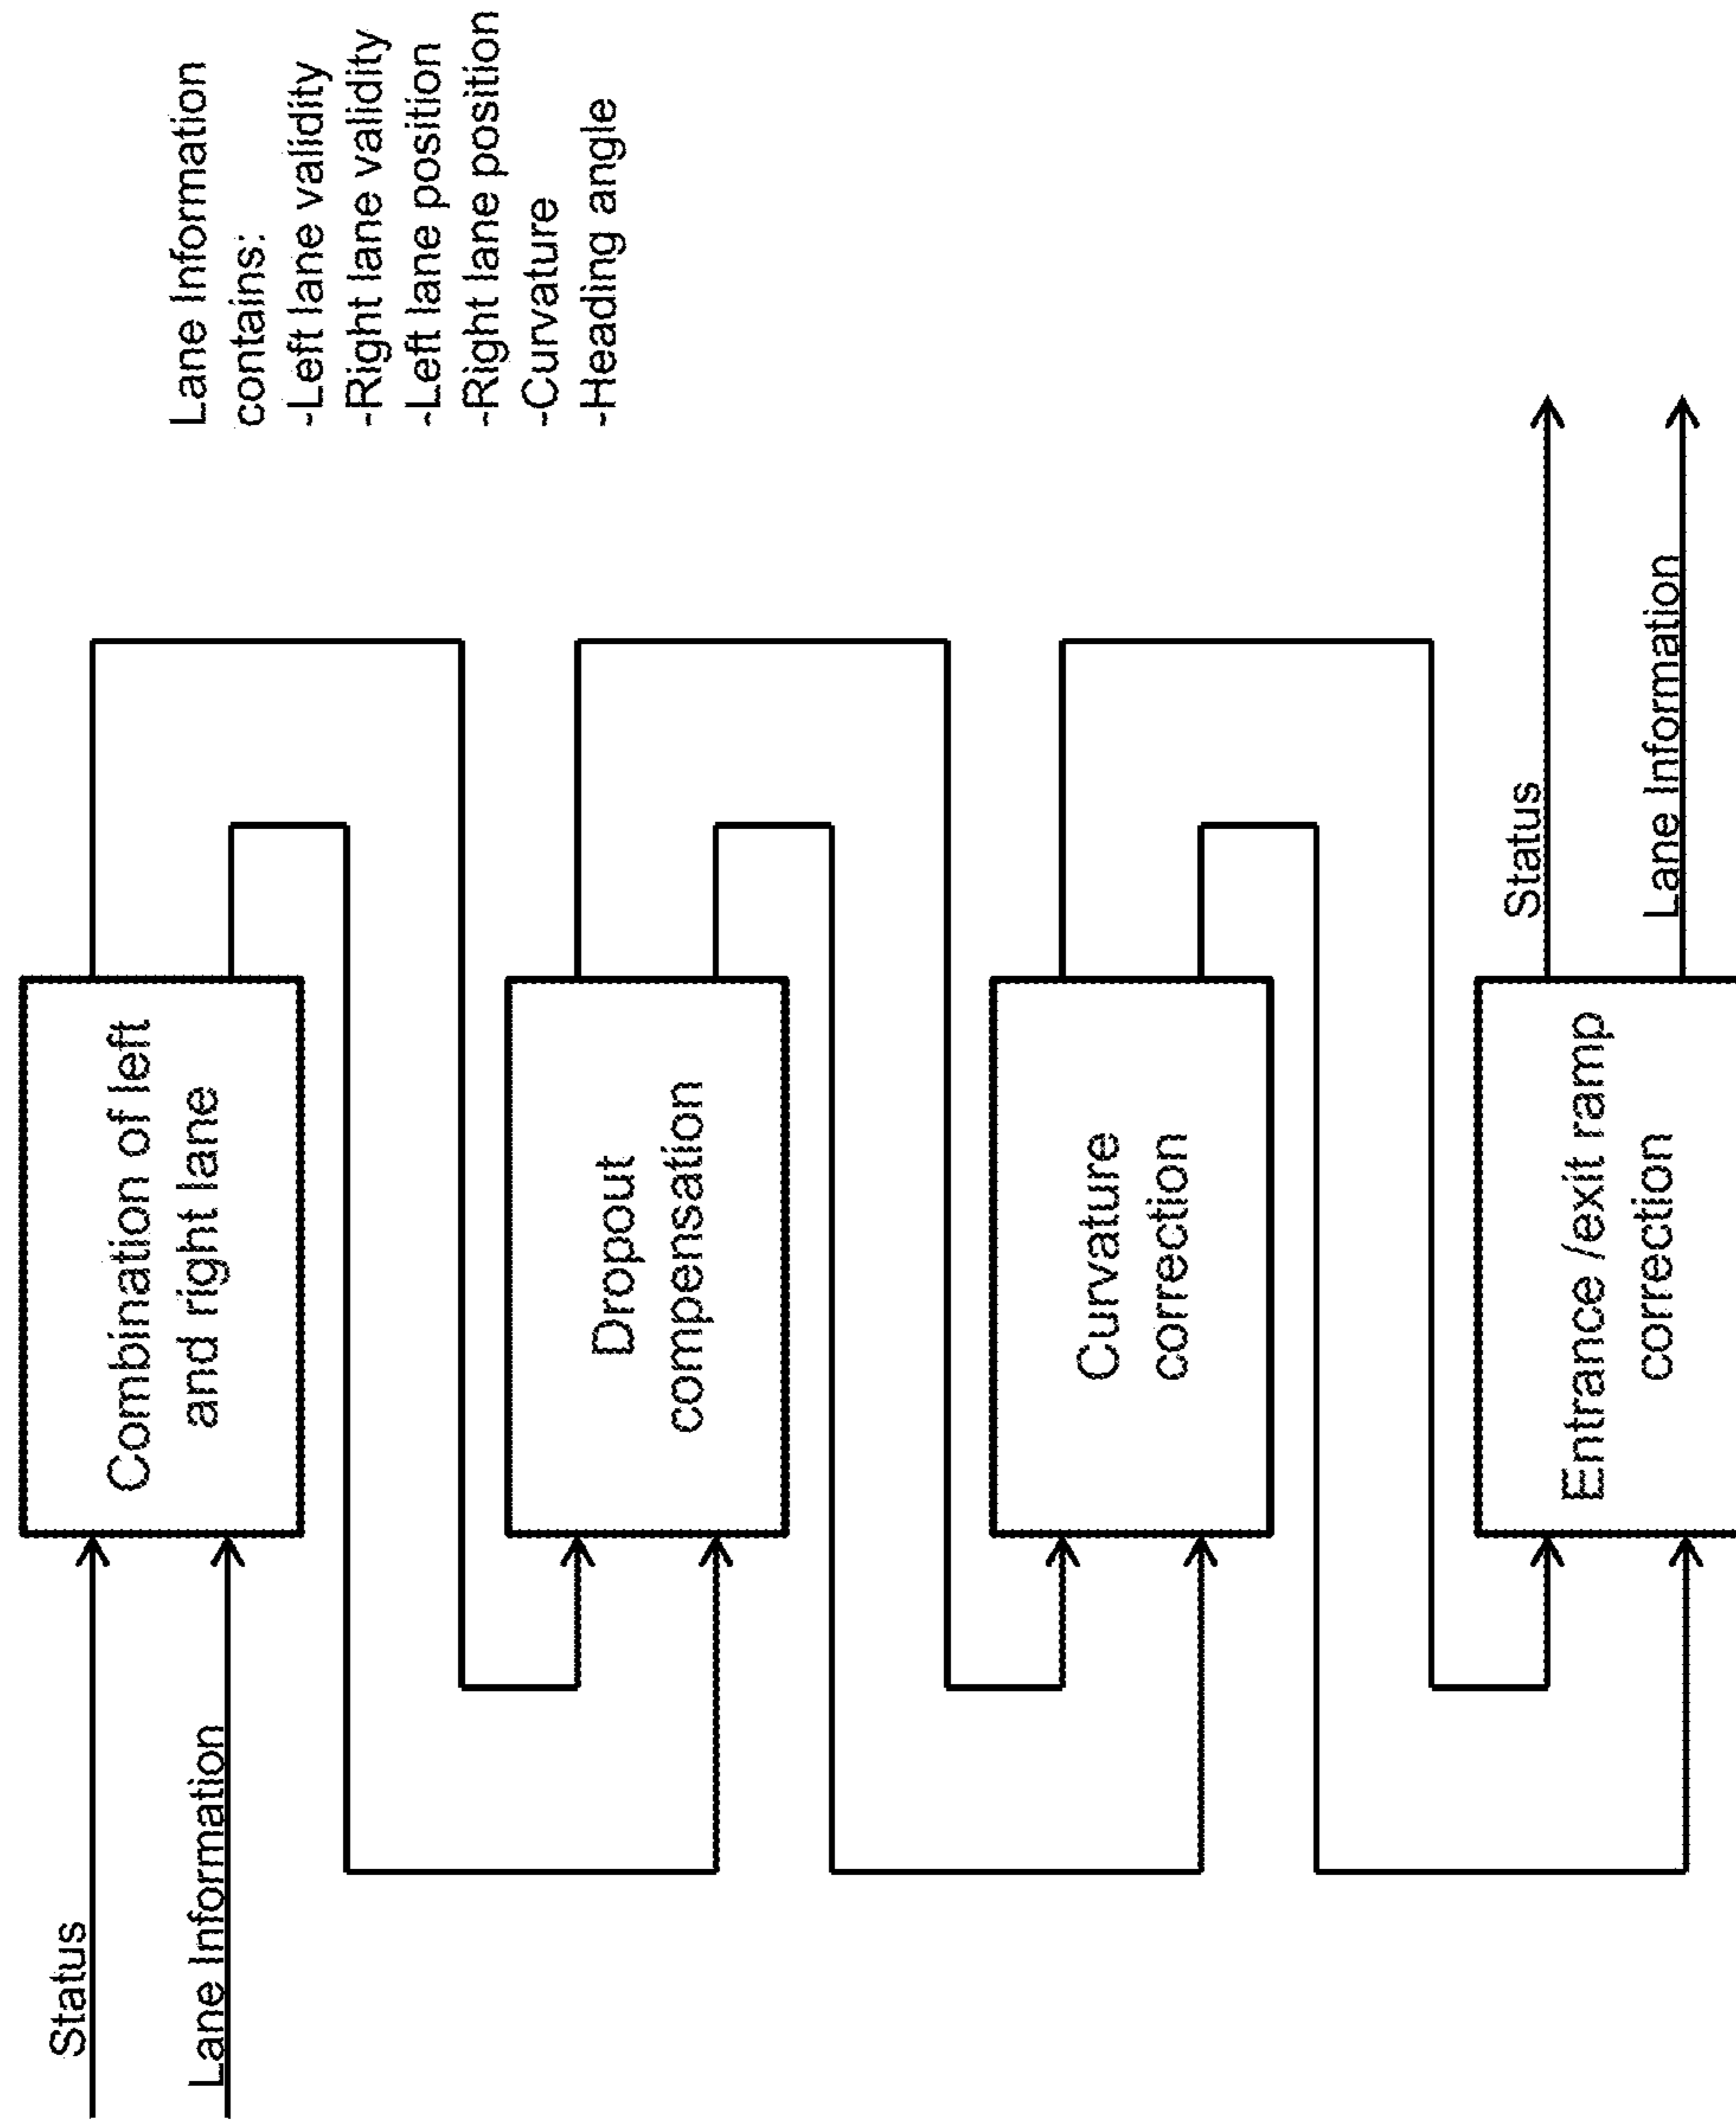 Status
Lane Information
Combination of left
and right lane
Lane Information
contains:
-Left lane validity
-Right lane validity
-Left lane position
-Right lane position
-Curvature
-Heading angle
Dropout
compensation
Curvature
correction
Entrance /exit ramp
correction
Status
Lane Information